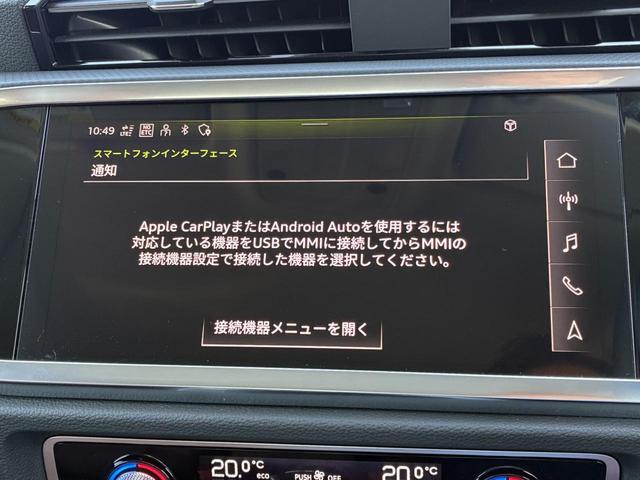 10:49 LTE NO ETC
スマートフォンインターフェース
通知
Apple CarPlayまたはAndroid Autoを使用するには
対応している機器をUSBでMMIに接続してからMMIの
接続機器設定で接続した機器を選択してください。
接続機器メニューを開く
20.0°C eco
PUSH OFF
20.0°C